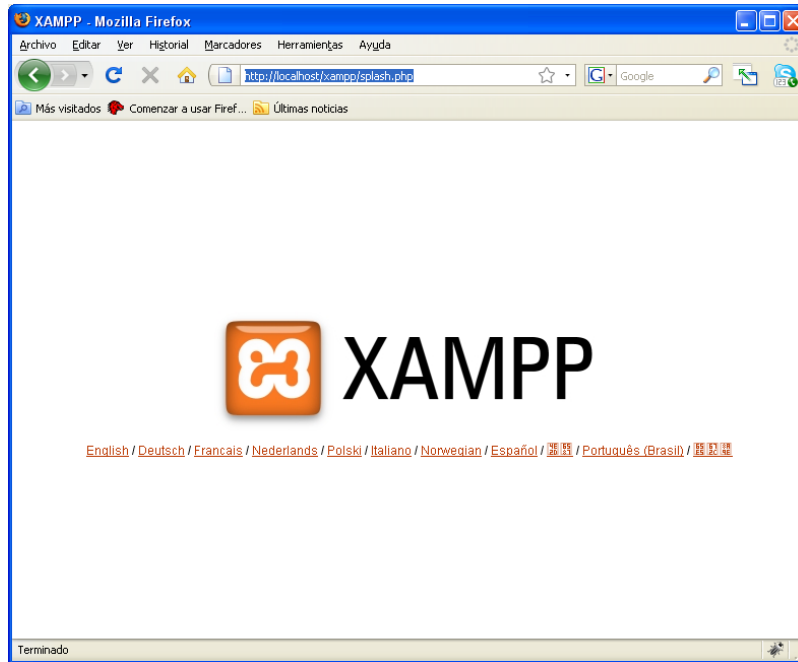 XAMPP - Mozilla Firefox
Archivo Editar Ver Historial Marcadores Herramientas Ayuda
http://localhost/xampp/splash.php Google
Más visitados Comenzar a usar Firef... Últimas noticias
XAMPP
English / Deutsch / Francais / Nederlands / Polski / Italiano / Norwegian / Español / / Português (Brasil) /
Terminado